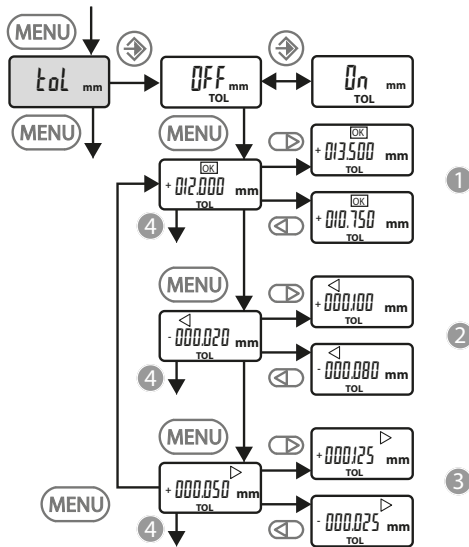 MENU
toL mm
OFF mm
TOL
On mm
TOL
MENU
MENU
OK
+ 013.500 mm
TOL
1
OK
+ 012.000 mm
TOL
OK
+ 010.750 mm
TOL
4
MENU
+ 000.100 mm
TOL
2
- 000.020 mm
TOL
- 000.080 mm
TOL
4
MENU
+ 000.125 mm
TOL
3
+ 000.050 mm
TOL
MENU
- 000.025 mm
TOL
4